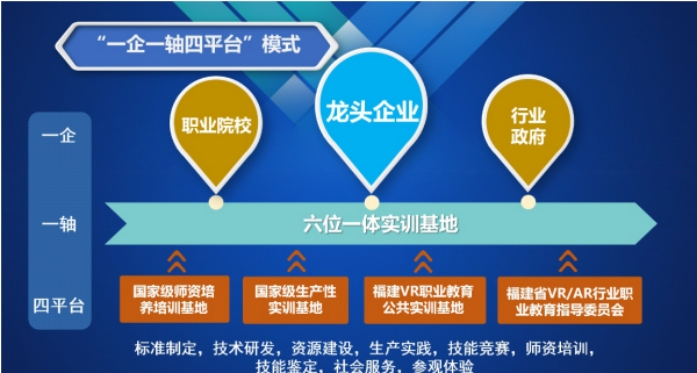 “一企一轴四平台”模式
职业院校
龙头企业
行业
政府
一企
一轴
六位一体实训基地
四平台
国家级师资培
养培训基地
国家级生产性
实训基地
福建VR职业教育
公共实训基地
福建省VR/AR行业职
业教育指导委员会
标准制定，技术研发，资源建设，生产实践，技能竞赛，师资培训，
技能鉴定，社会服务，参观体验